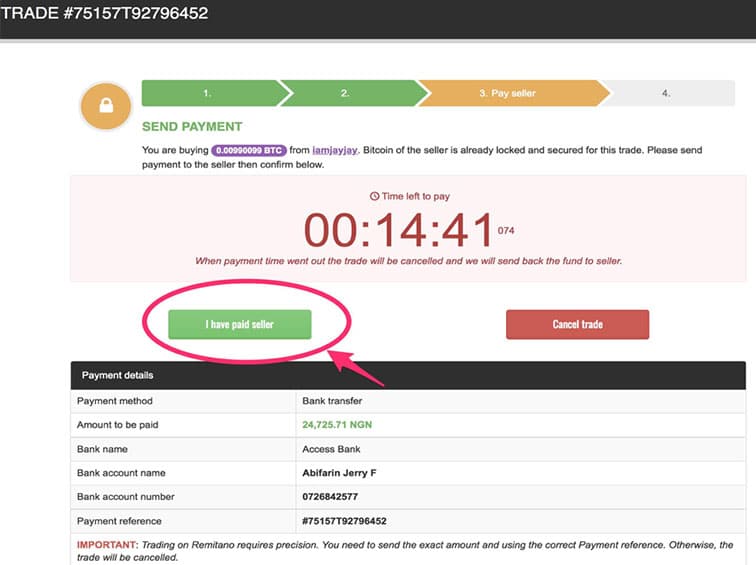 TRADE #75157T92796452
1.
2.
3. Pay seller
4.
SEND PAYMENT
You are buying 0.00990099 BTC from iamjayjay. Bitcoin of the seller is already locked and secured for this trade. Please send
payment to the seller then confirm below.
Time left to pay
00:14:41 074
When payment time went out the trade will be cancelled and we will send back the fund to seller.
I have paid seller
Cancel trade
Payment details
Payment method Bank transfer
Amount to be paid 24,725.71 NGN
Bank name Access Bank
Bank account name Abifarin Jerry F
Bank account number 0726842577
Payment reference #75157T92796452
IMPORTANT: Trading on Remitano requires precision. You need to send the exact amount and using the correct Payment reference. Otherwise, the
trade will be cancelled.